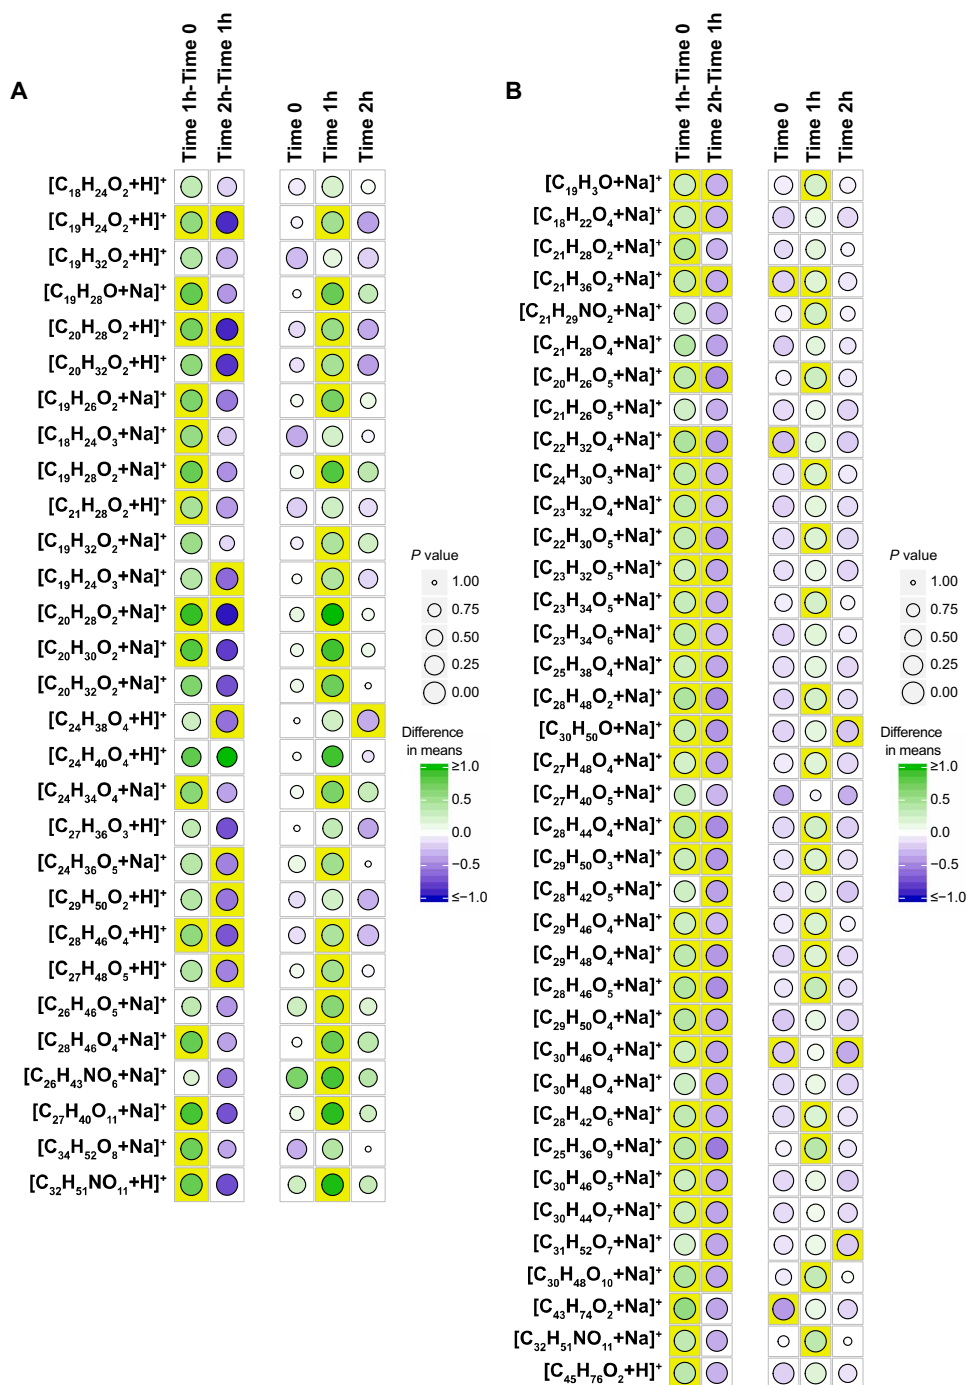 A
Time 1h-Time 0
Time 2h-Time 1h
Time 0
Time 1h
Time 2h
[C18H24O2+H]+
[C19H24O2+H]+
[C19H32O2+H]+
[C19H28O+Na]+
[C20H28O2+H]+
[C20H32O2+H]+
[C19H26O2+Na]+
[C18H24O3+Na]+
[C19H28O2+Na]+
[C21H28O2+H]+
[C19H32O2+Na]+
[C19H24O3+Na]+
[C20H28O2+Na]+
[C20H30O2+Na]+
[C20H32O2+Na]+
[C24H38O4+H]+
[C24H40O4+H]+
[C24H34O4+Na]+
[C27H36O3+H]+
[C24H36O5+Na]+
[C29H50O2+H]+
[C28H46O4+H]+
[C27H48O5+H]+
[C26H46O5+Na]+
[C28H46O4+Na]+
[C26H43NO6+Na]+
[C27H40O11+Na]+
[C34H52O8+Na]+
[C32H51NO11+H]+
P value
1.00
0.75
0.50
0.25
0.00
Difference
in means
≥1.0
0.5
0.0
−0.5
≤−1.0
B
Time 1h-Time 0
Time 2h-Time 1h
Time 0
Time 1h
Time 2h
[C19H3O+Na]+
[C18H22O4+Na]+
[C21H28O2+Na]+
[C21H36O2+Na]+
[C21H29NO2+Na]+
[C21H28O4+Na]+
[C20H26O5+Na]+
[C21H26O5+Na]+
[C22H32O4+Na]+
[C24H30O3+Na]+
[C23H32O4+Na]+
[C22H30O5+Na]+
[C23H32O5+Na]+
[C23H34O5+Na]+
[C23H34O6+Na]+
[C25H38O4+Na]+
[C28H48O2+Na]+
[C30H50O+Na]+
[C27H48O4+Na]+
[C27H40O5+Na]+
[C28H44O4+Na]+
[C29H50O3+Na]+
[C28H42O5+Na]+
[C29H46O4+Na]+
[C29H48O4+Na]+
[C28H46O5+Na]+
[C29H50O4+Na]+
[C30H46O4+Na]+
[C30H48O4+Na]+
[C28H42O6+Na]+
[C25H36O9+Na]+
[C30H46O5+Na]+
[C30H44O7+Na]+
[C31H52O7+Na]+
[C30H48O10+Na]+
[C43H74O2+Na]+
[C32H51NO11+Na]+
[C45H76O2+H]+
P value
1.00
0.75
0.50
0.25
0.00
Difference
in means
≥1.0
0.5
0.0
−0.5
≤−1.0